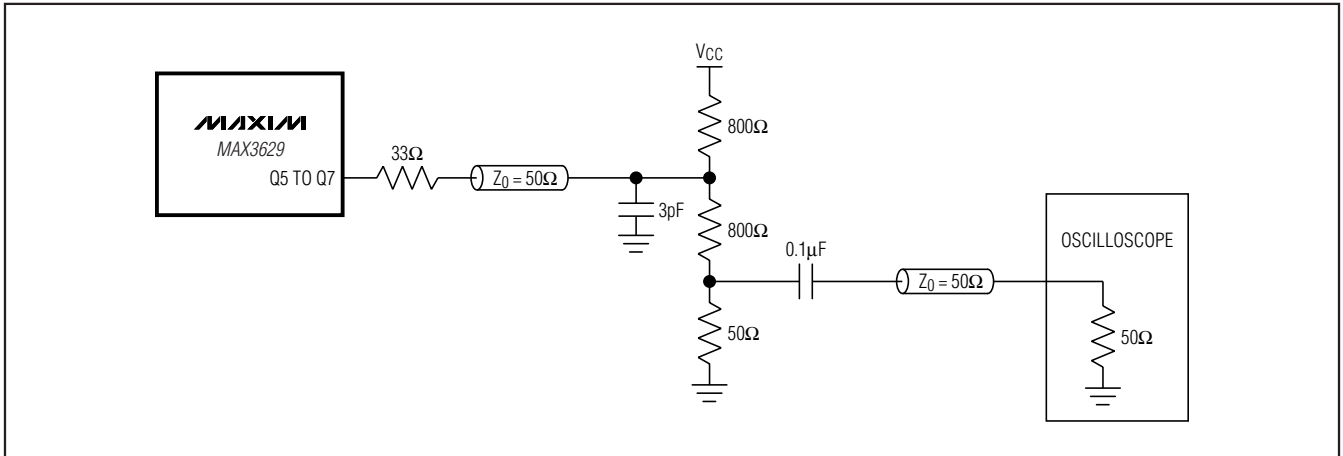 VCC
800Ω
MAXIM
MAX3629
Q5 TO Q7
33Ω
Z0 = 50Ω
3pF
800Ω
0.1μF
Z0 = 50Ω
OSCILLOSCOPE
50Ω
50Ω